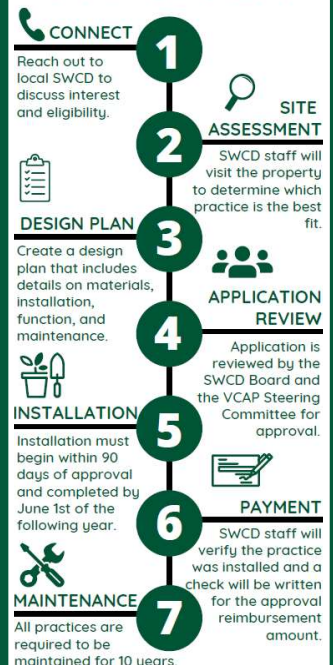 CONNECT
1
Reach out to
local SWCD to
discuss interest
and eligibility.
SITE
ASSESSMENT
2
SWCD staff will
visit the property
to determine which
practice is the best
fit.
DESIGN PLAN
3
Create a design
plan that includes
details on materials,
installation,
function, and
maintenance.
APPLICATION
REVIEW
4
Application is
reviewed by the
SWCD Board and
the VCAP Steering
Committee for
approval.
INSTALLATION
5
Installation must
begin within 90
days of approval
and completed by
June 1st of the
following year.
PAYMENT
6
SWCD staff will
verify the practice
was installed and a
check will be written
for the approval
reimbursement
amount.
MAINTENANCE
7
All practices are
required to be
maintained for 10 years.